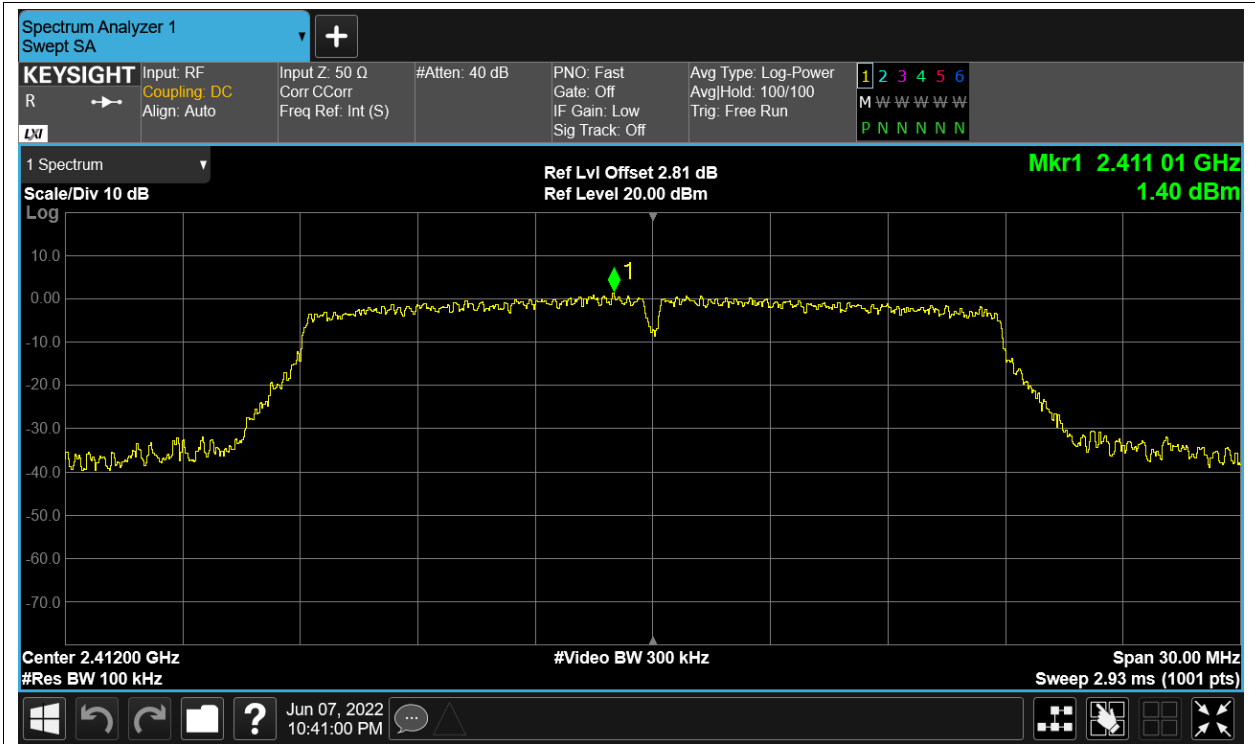 Spectrum Analyzer 1
Swept SA
KEYSIGHT
R
LXI
Input: RF
Coupling: DC
Align: Auto
Input Z: 50 Ω
Corr CCorr
Freq Ref: Int (S)
#Atten: 40 dB
PNO: Fast
Gate: Off
IF Gain: Low
Sig Track: Off
Avg Type: Log-Power
Avg|Hold: 100/100
Trig: Free Run
1 2 3 4 5 6
M W W W W W
P N N N N N
1 Spectrum
Scale/Div 10 dB
Log
Ref Lvl Offset 2.81 dB
Ref Level 20.00 dBm
Mkr1 2.411 01 GHz
1.40 dBm
10.0
0.00
-10.0
-20.0
-30.0
-40.0
-50.0
-60.0
-70.0
1
Center 2.41200 GHz
#Res BW 100 kHz
#Video BW 300 kHz
Span 30.00 MHz
Sweep 2.93 ms (1001 pts)
?
Jun 07, 2022
10:41:00 PM